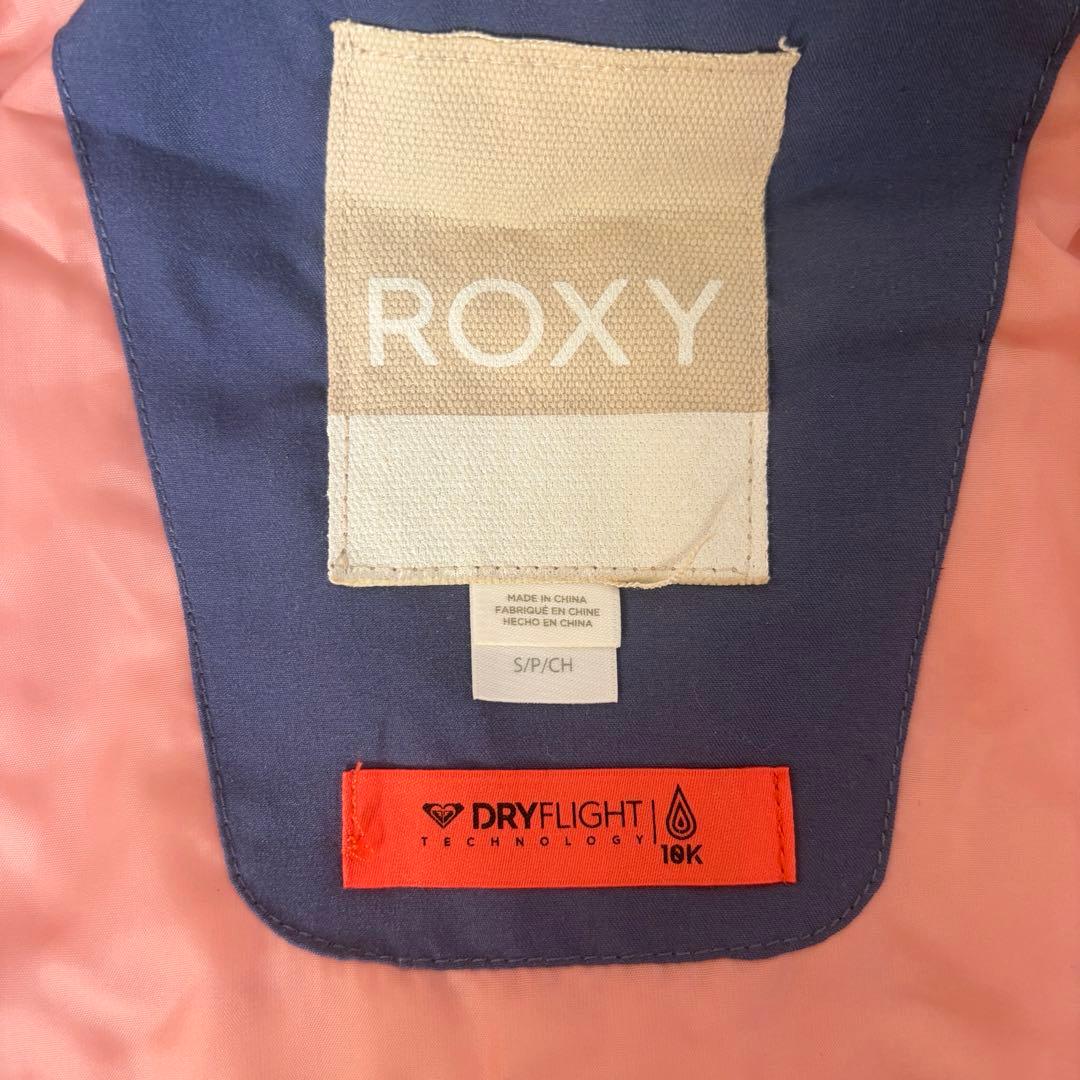 ROXY
MADE IN CHINA
FABRIQUÉ EN CHINE
HECHO EN CHINA
S/P/CH
DRYFLIGHT
TECHNOLOGY
10K